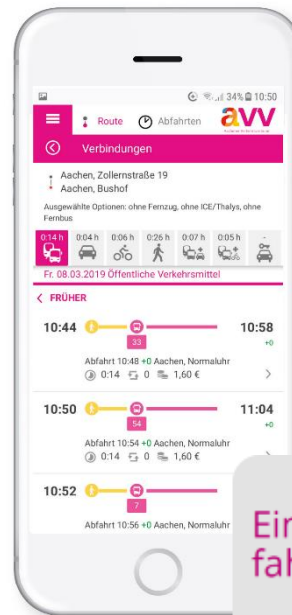 34% 10:50
Route Abfahrten avv
Verbindungen
Aachen, Zollernstraße 19
Aachen, Bushof
Ausgewählte Optionen: ohne Fernzug, ohne ICE/Thalys, ohne
Fernbus
0:14 h 0:04 h 0:06 h 0:26 h 0:07 h 0:05 h -
Fr. 08.03.2019 Öffentliche Verkehrsmittel
FRÜHER
10:44 10:58
33 +0
Abfahrt 10:48 +0 Aachen, Normaluhr
0:14 0 1,60 €
10:50 11:04
54 +0
Abfahrt 10:54 +0 Aachen, Normaluhr
0:14 0 1,60 €
10:52
7
Abfahrt 10:56 +0 Aachen, Normaluhr